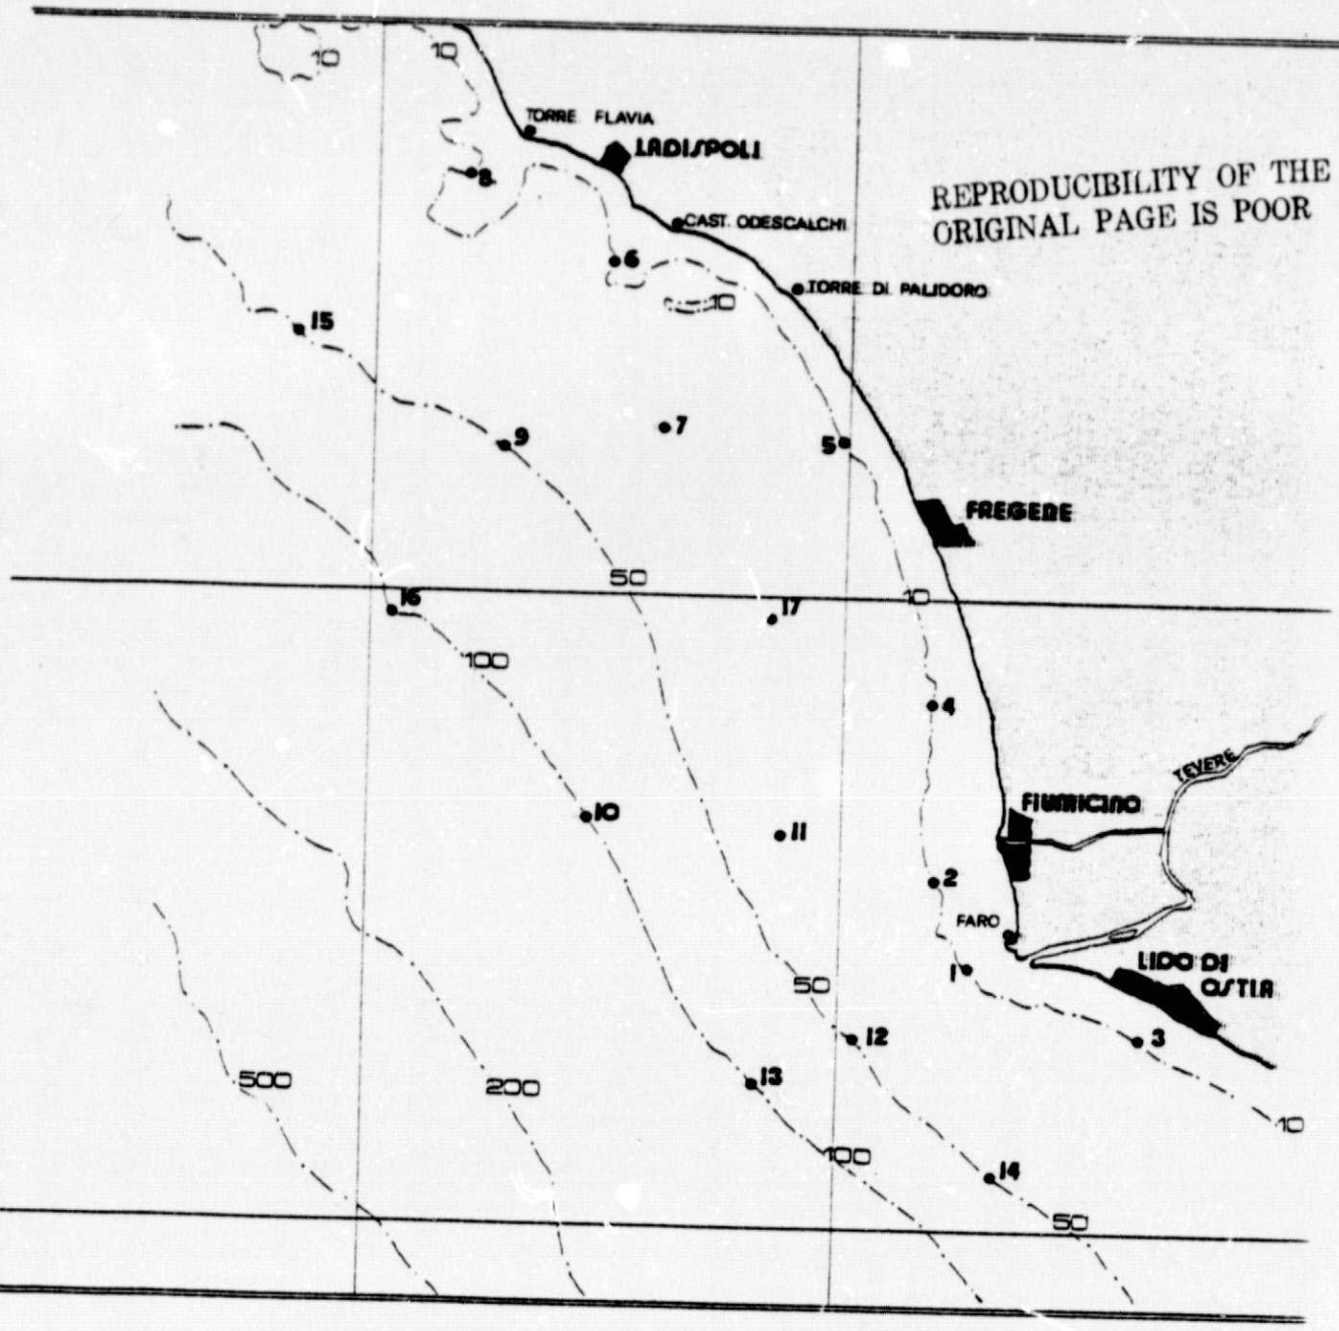 10
10
TORRE FLAVIA
LADISPOLI
REPRODUCIBILITY OF THE
ORIGINAL PAGE IS POOR
8
CAST. ODESCALCHI
6
TORRE DI PALIDORO
10
15
7
9
5
FREGENE
50
10
16
17
100
4
TEVERE
FIUMICINO
10
11
2
FARO
1
LIDO DI
OSTIA
50
12
3
500
200
13
10
100
14
50